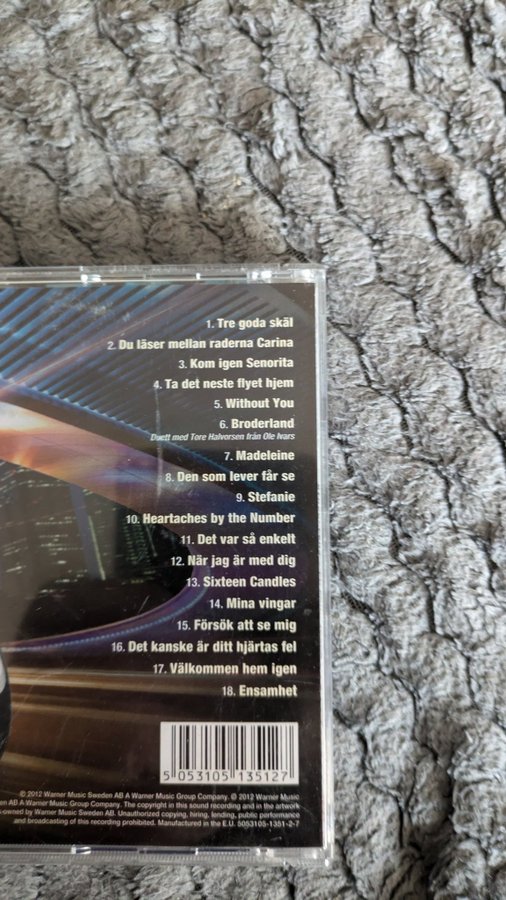 1. Tre goda skäl
2. Du läser mellan raderna Carina
3. Kom igen Senorita
4. Ta det neste flyet hjem
5. Without You
6. Broderland
Duett med Tore Halvorsen från Ole Ivars
7. Madeleine
8. Den som lever får se
9. Stefanie
10. Heartaches by the Number
11. Det var så enkelt
12. När jag är med dig
13. Sixteen Candles
14. Mina vingar
15. Försök att se mig
16. Det kanske är ditt hjärtas fel
17. Välkommen hem igen
18. Ensamhet
5 053105 135127
℗ 2012 Warner Music Sweden AB A Warner Music Group Company. © 2012 Warner Music
AB A Warner Music Group Company. The copyright in this sound recording and in the artwork
owned by Warner Music Sweden AB. Unauthorized copying, hiring, lending, public performance
and broadcasting of this recording prohibited. Manufactured in the E.U. 5053105-1351-2-7